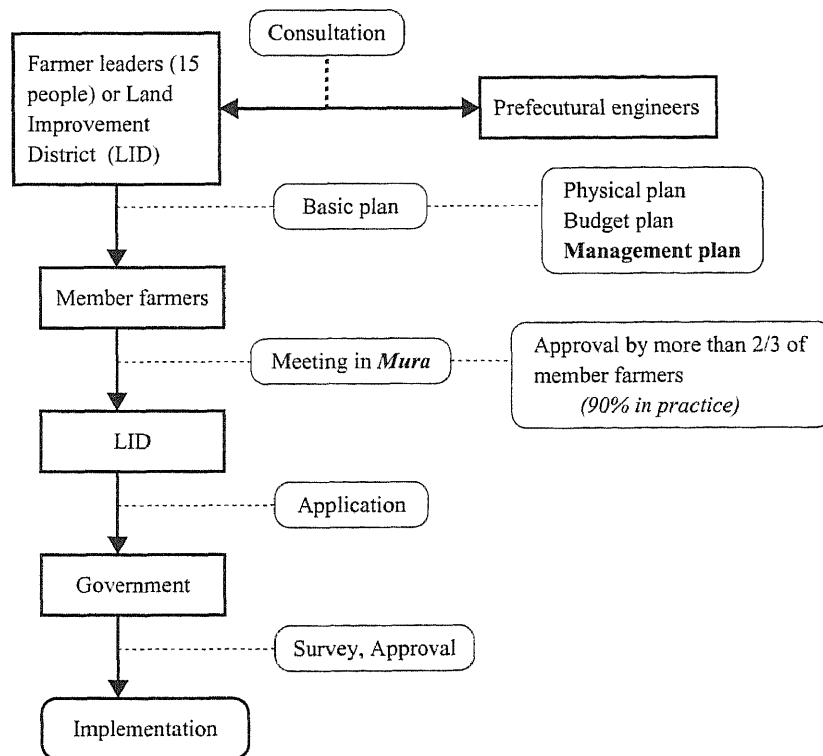 Consultation
Farmer leaders (15
people) or Land
Improvement
District (LID)
Prefecutural engineers
Basic plan
Physical plan
Budget plan
Management plan
Member farmers
Meeting in Mura
Approval by more than 2/3 of
member farmers
(90% in practice)
LID
Application
Government
Survey, Approval
Implementation